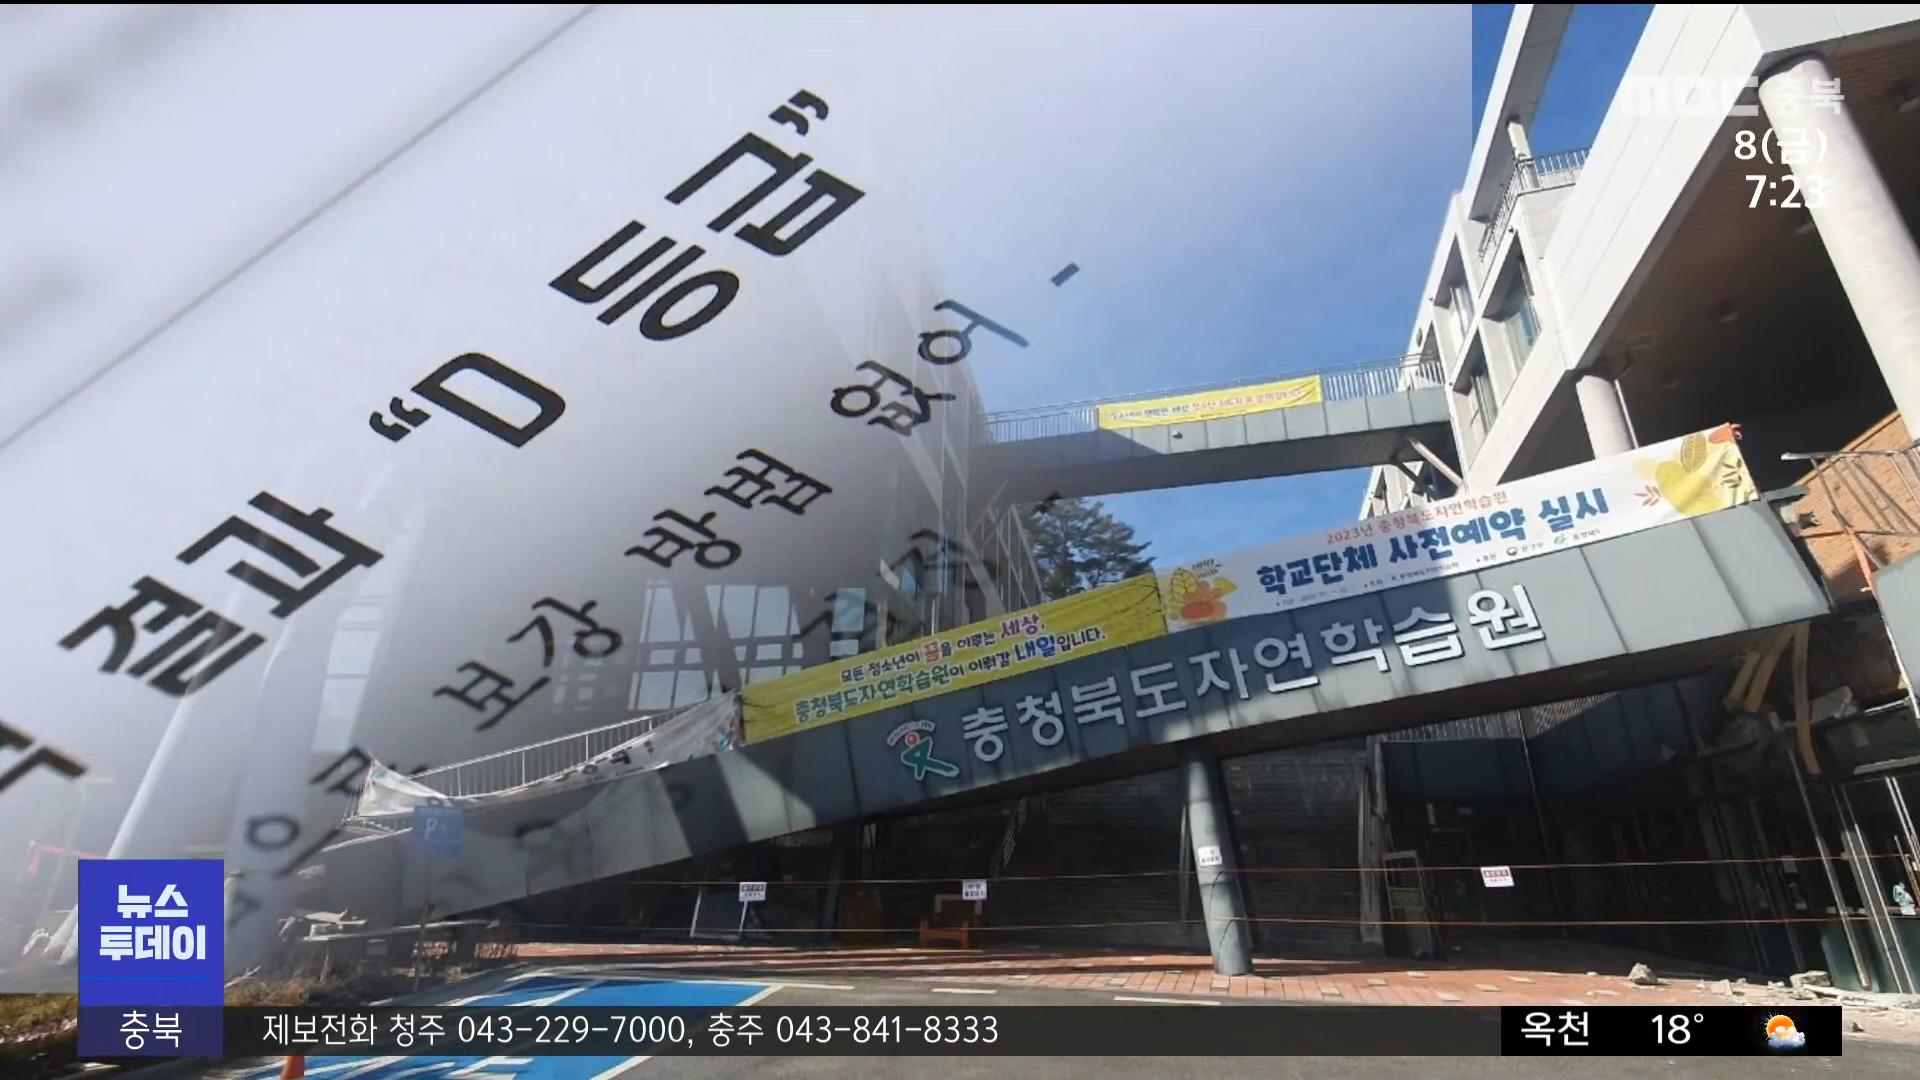 MBC 충북
8(금)
7:23
결과 “D 등급”
보강 방법 없어
2023년 충청북도자연학습원
학교단체 사전예약 실시
모든 청소년이 꿈을 이루는 세상,
충청북도자연학습원이 이뤄갈 내일입니다.
충청북도자연학습원
P
뉴스
투데이
충북
제보전화 청주 043-229-7000, 충주 043-841-8333
옥천 18°